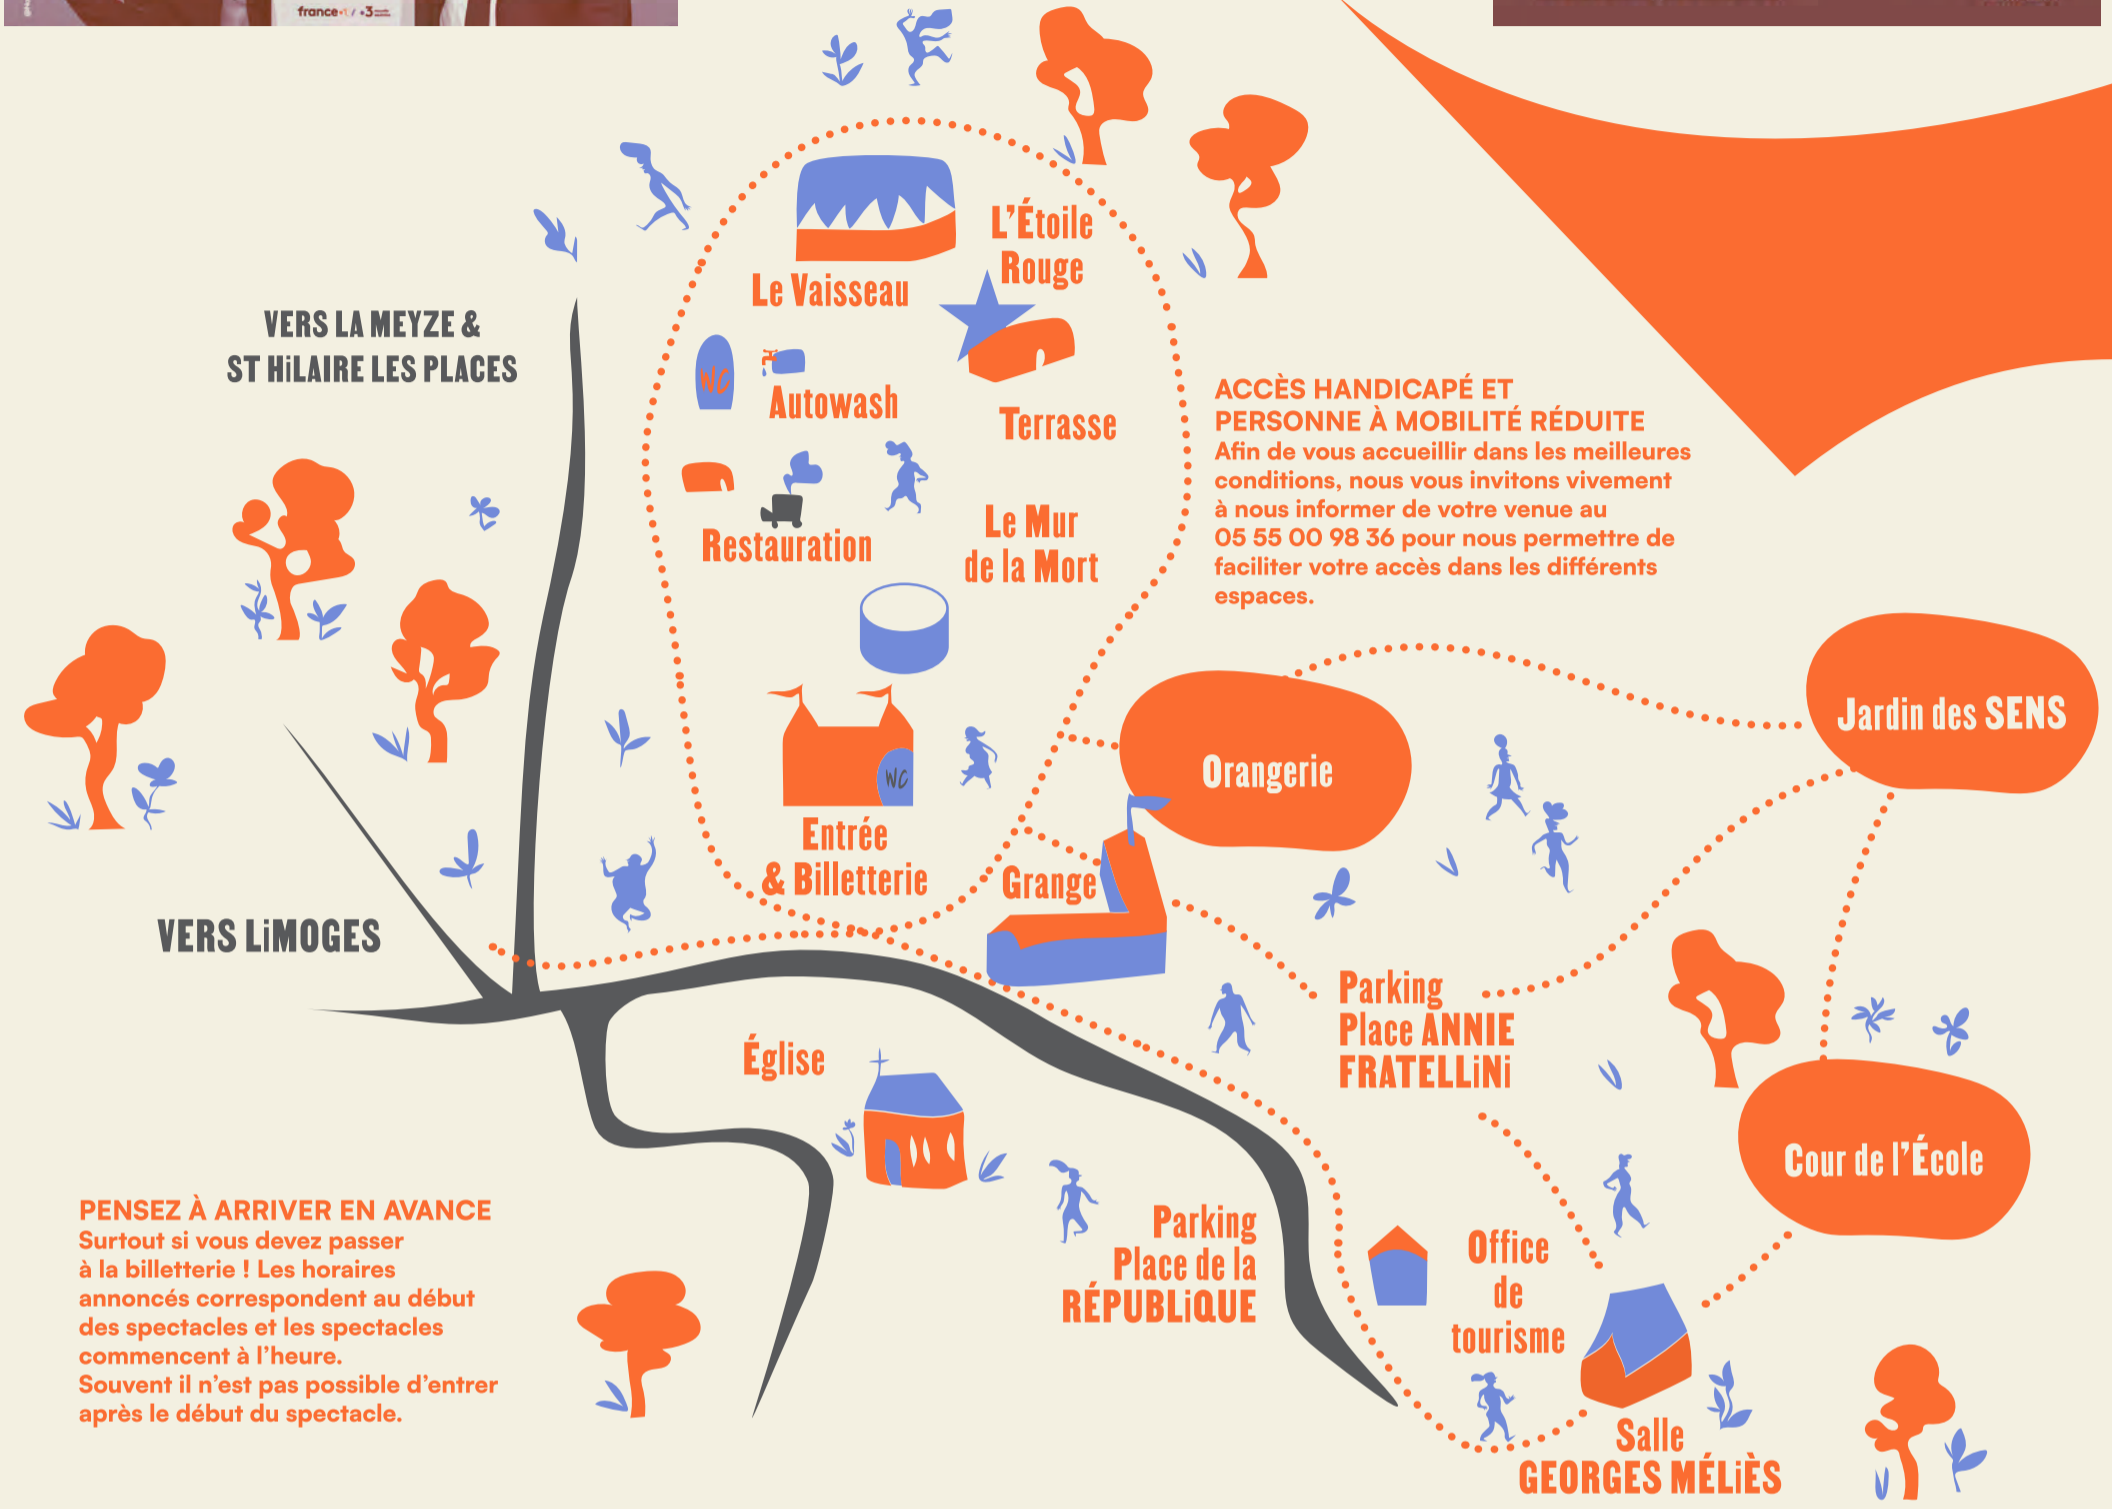 france·tv
·3
L'Étoile
Rouge
Le Vaisseau
VERS LA MEYZE &
ST HiLAIRE LES PLACES
WC
Autowash
Terrasse
ACCÈS HANDICAPÉ ET
PERSONNE À MOBILITÉ RÉDUITE
Afin de vous accueillir dans les meilleures
conditions, nous vous invitons vivement
à nous informer de votre venue au
05 55 00 98 36 pour nous permettre de
faciliter votre accès dans les différents
espaces.
Restauration
Le Mur
de la Mort
Jardin des SENS
Orangerie
WC
Entrée
& Billetterie
Grange
VERS LiMOGES
Parking
Place ANNIE
FRATELLiNi
Église
Cour de l'École
PENSEZ À ARRIVER EN AVANCE
Surtout si vous devez passer
à la billetterie ! Les horaires
annoncés correspondent au début
des spectacles et les spectacles
commencent à l'heure.
Souvent il n'est pas possible d'entrer
après le début du spectacle.
Parking
Place de la
RÉPUBLiQUE
Office
de
tourisme
Salle
GEORGES MÉLiÈS